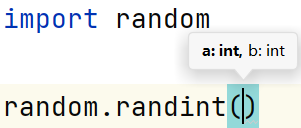 import random
a: int, b: int
random.randint()